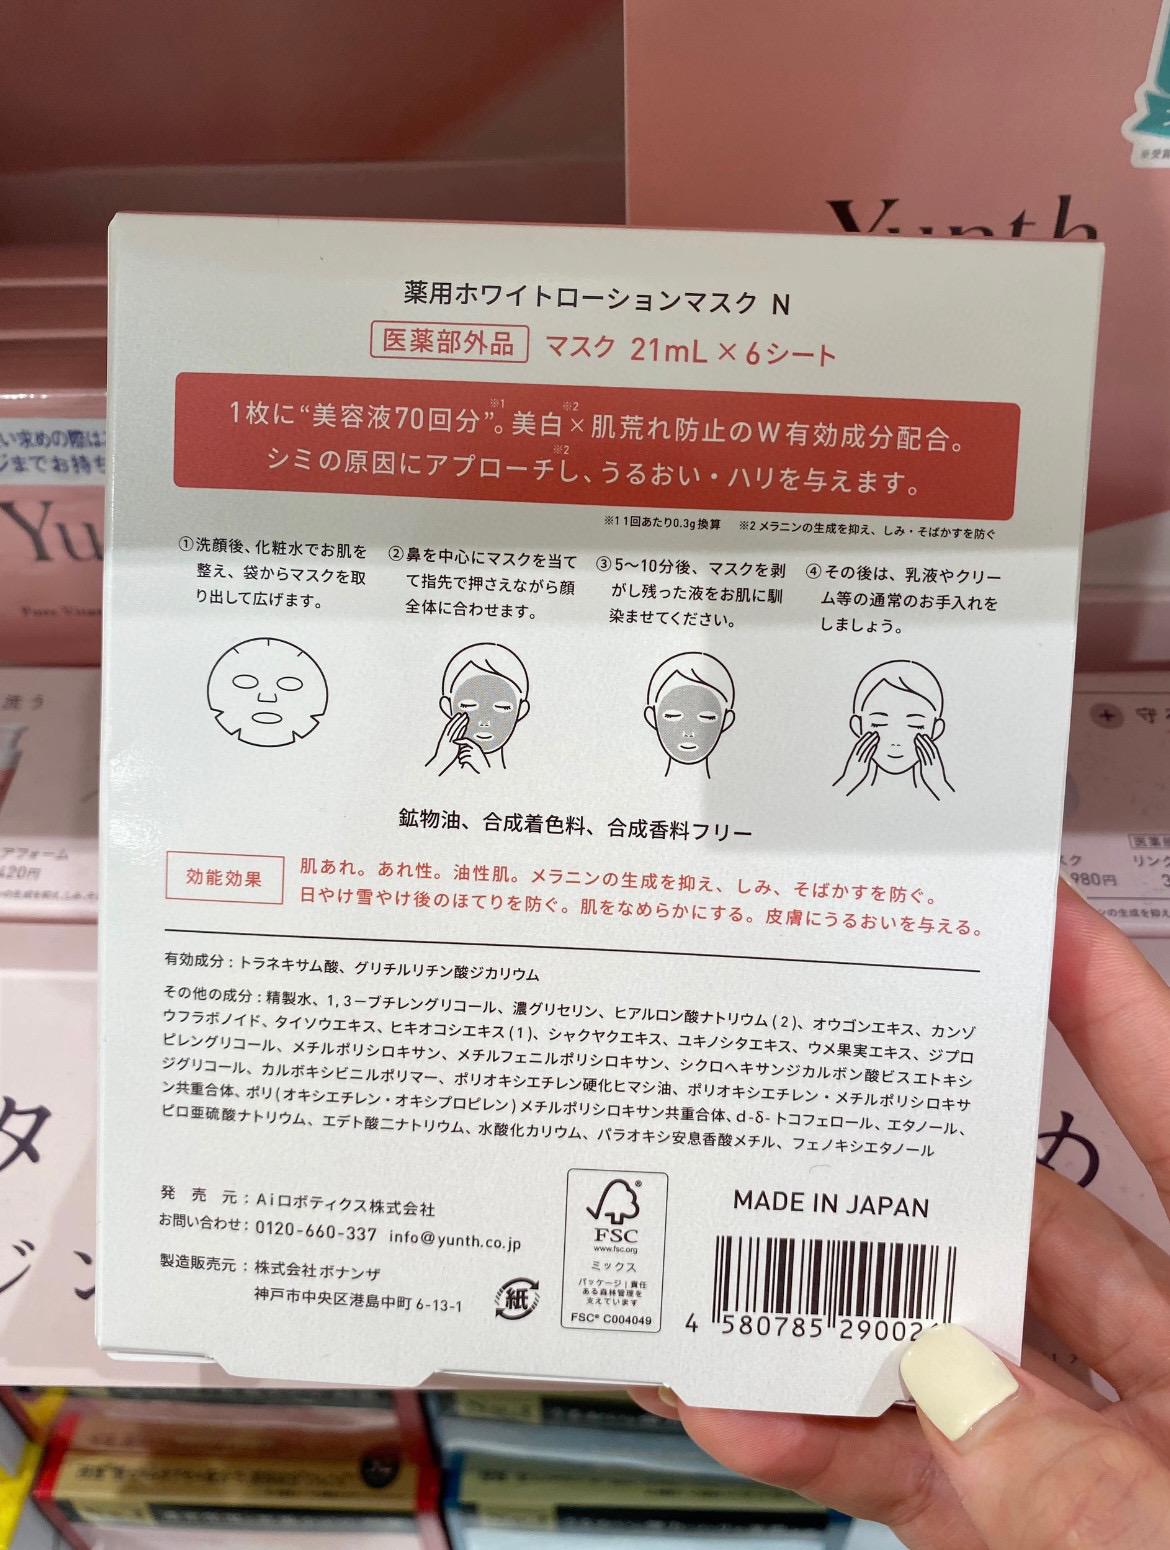 Yunth
薬用ホワイトローションマスク N
医薬部外品 マスク 21mL×6シート
1枚に“美容液70回分”※1。美白※2×肌荒れ防止のW有効成分配合。
シミの原因にアプローチ※2し、うるおい・ハリを与えます。
※1 1回あたり0.3g換算 ※2 メラニンの生成を抑え、しみ・そばかすを防ぐ
①洗顔後、化粧水でお肌を
整え、袋からマスクを取
り出して広げます。
②鼻を中心にマスクを当て
て指先で押さえながら顔
全体に合わせます。
③5〜10分後、マスクを剥
がし残った液をお肌に馴
染ませてください。
④その後は、乳液やクリー
ム等の通常のお手入れを
しましょう。
鉱物油、合成着色料、合成香料フリー
効能効果
肌あれ。あれ性。油性肌。メラニンの生成を抑え、しみ、そばかすを防ぐ。
日やけ雪やけ後のほてりを防ぐ。肌をなめらかにする。皮膚にうるおいを与える。
有効成分：トラネキサム酸、グリチルリチン酸ジカリウム
その他の成分：精製水、1,3－ブチレングリコール、濃グリセリン、ヒアルロン酸ナトリウム(2)、オウゴンエキス、カンゾ
ウフラボノイド、タイソウエキス、ヒキオコシエキス(1)、シャクヤクエキス、ユキノシタエキス、ウメ果実エキス、ジプロ
ピレングリコール、メチルポリシロキサン、メチルフェニルポリシロキサン、シクロヘキサンジカルボン酸ビスエトキシ
ジグリコール、カルボキシビニルポリマー、ポリオキシエチレン硬化ヒマシ油、ポリオキシエチレン・メチルポリシロキサ
ン共重合体、ポリ(オキシエチレン・オキシプロピレン)メチルポリシロキサン共重合体、d-δ-トコフェロール、エタノール、
ピロ亜硫酸ナトリウム、エデト酸二ナトリウム、水酸化カリウム、パラオキシ安息香酸メチル、フェノキシエタノール
発 売 元：Aiロボティクス株式会社
お問い合わせ：0120-660-337 info@yunth.co.jp
製造販売元：株式会社ボナンザ
神戸市中央区港島中町 6-13-1
紙
FSC
www.fsc.org
ミックス
パッケージ｜責任
ある森林管理を
支えています
FSC® C004049
MADE IN JAPAN
4 580785 29002
Yu
980円
420円